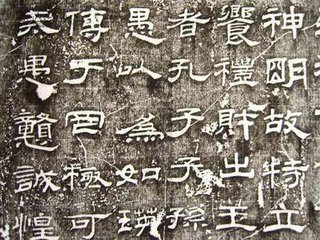 神明故特立
饗禮財出王
者孔子子孫
愚以為如瑛
傳于罔極可
戒愚戇誠惶